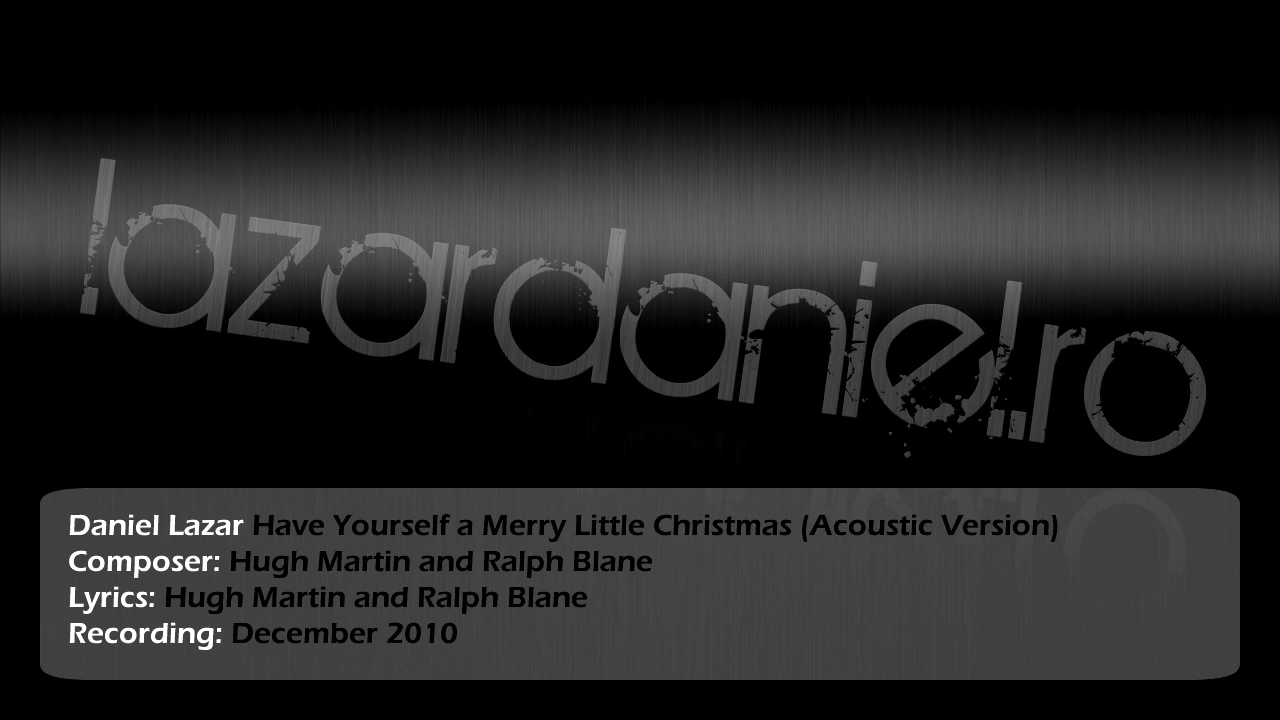 lazardaniel.ro
Daniel Lazar Have Yourself a Merry Little Christmas (Acoustic Version)
Composer: Hugh Martin and Ralph Blane
Lyrics: Hugh Martin and Ralph Blane
Recording: December 2010